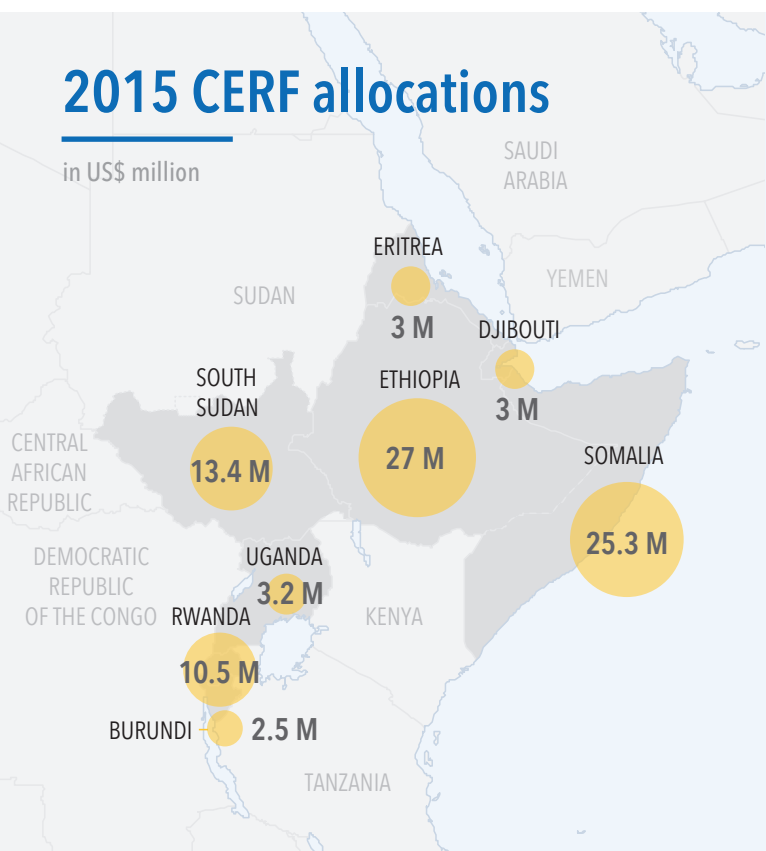 2015 CERF allocations
in US$ million
SAUDI
ARABIA
ERITREA
YEMEN
SUDAN
3 M
DJIBOUTI
SOUTH
SUDAN
ETHIOPIA
3 M
CENTRAL
AFRICAN
REPUBLIC
13.4 M
27 M
SOMALIA
25.3 M
DEMOCRATIC
REPUBLIC
OF THE CONGO
UGANDA
3.2 M
RWANDA
KENYA
10.5 M
BURUNDI
2.5 M
TANZANIA